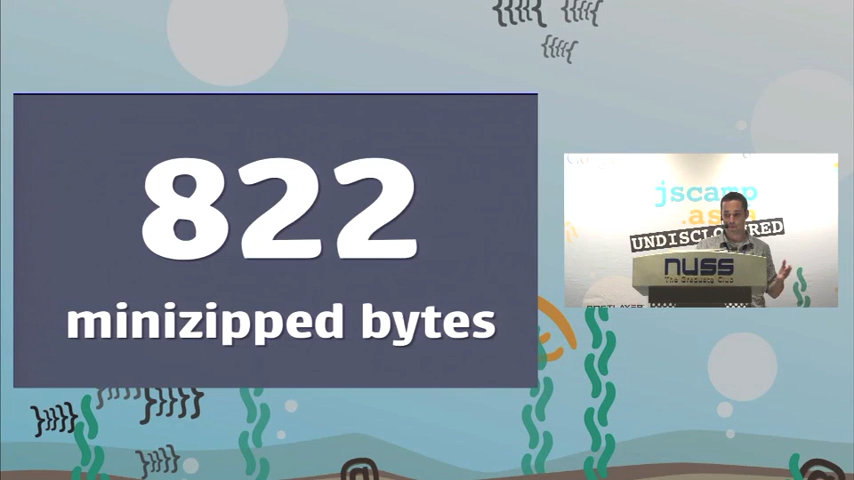 822
minizipped bytes
jscamp
.asia
UNDISCLOSURED
nuss
The Graduate Club